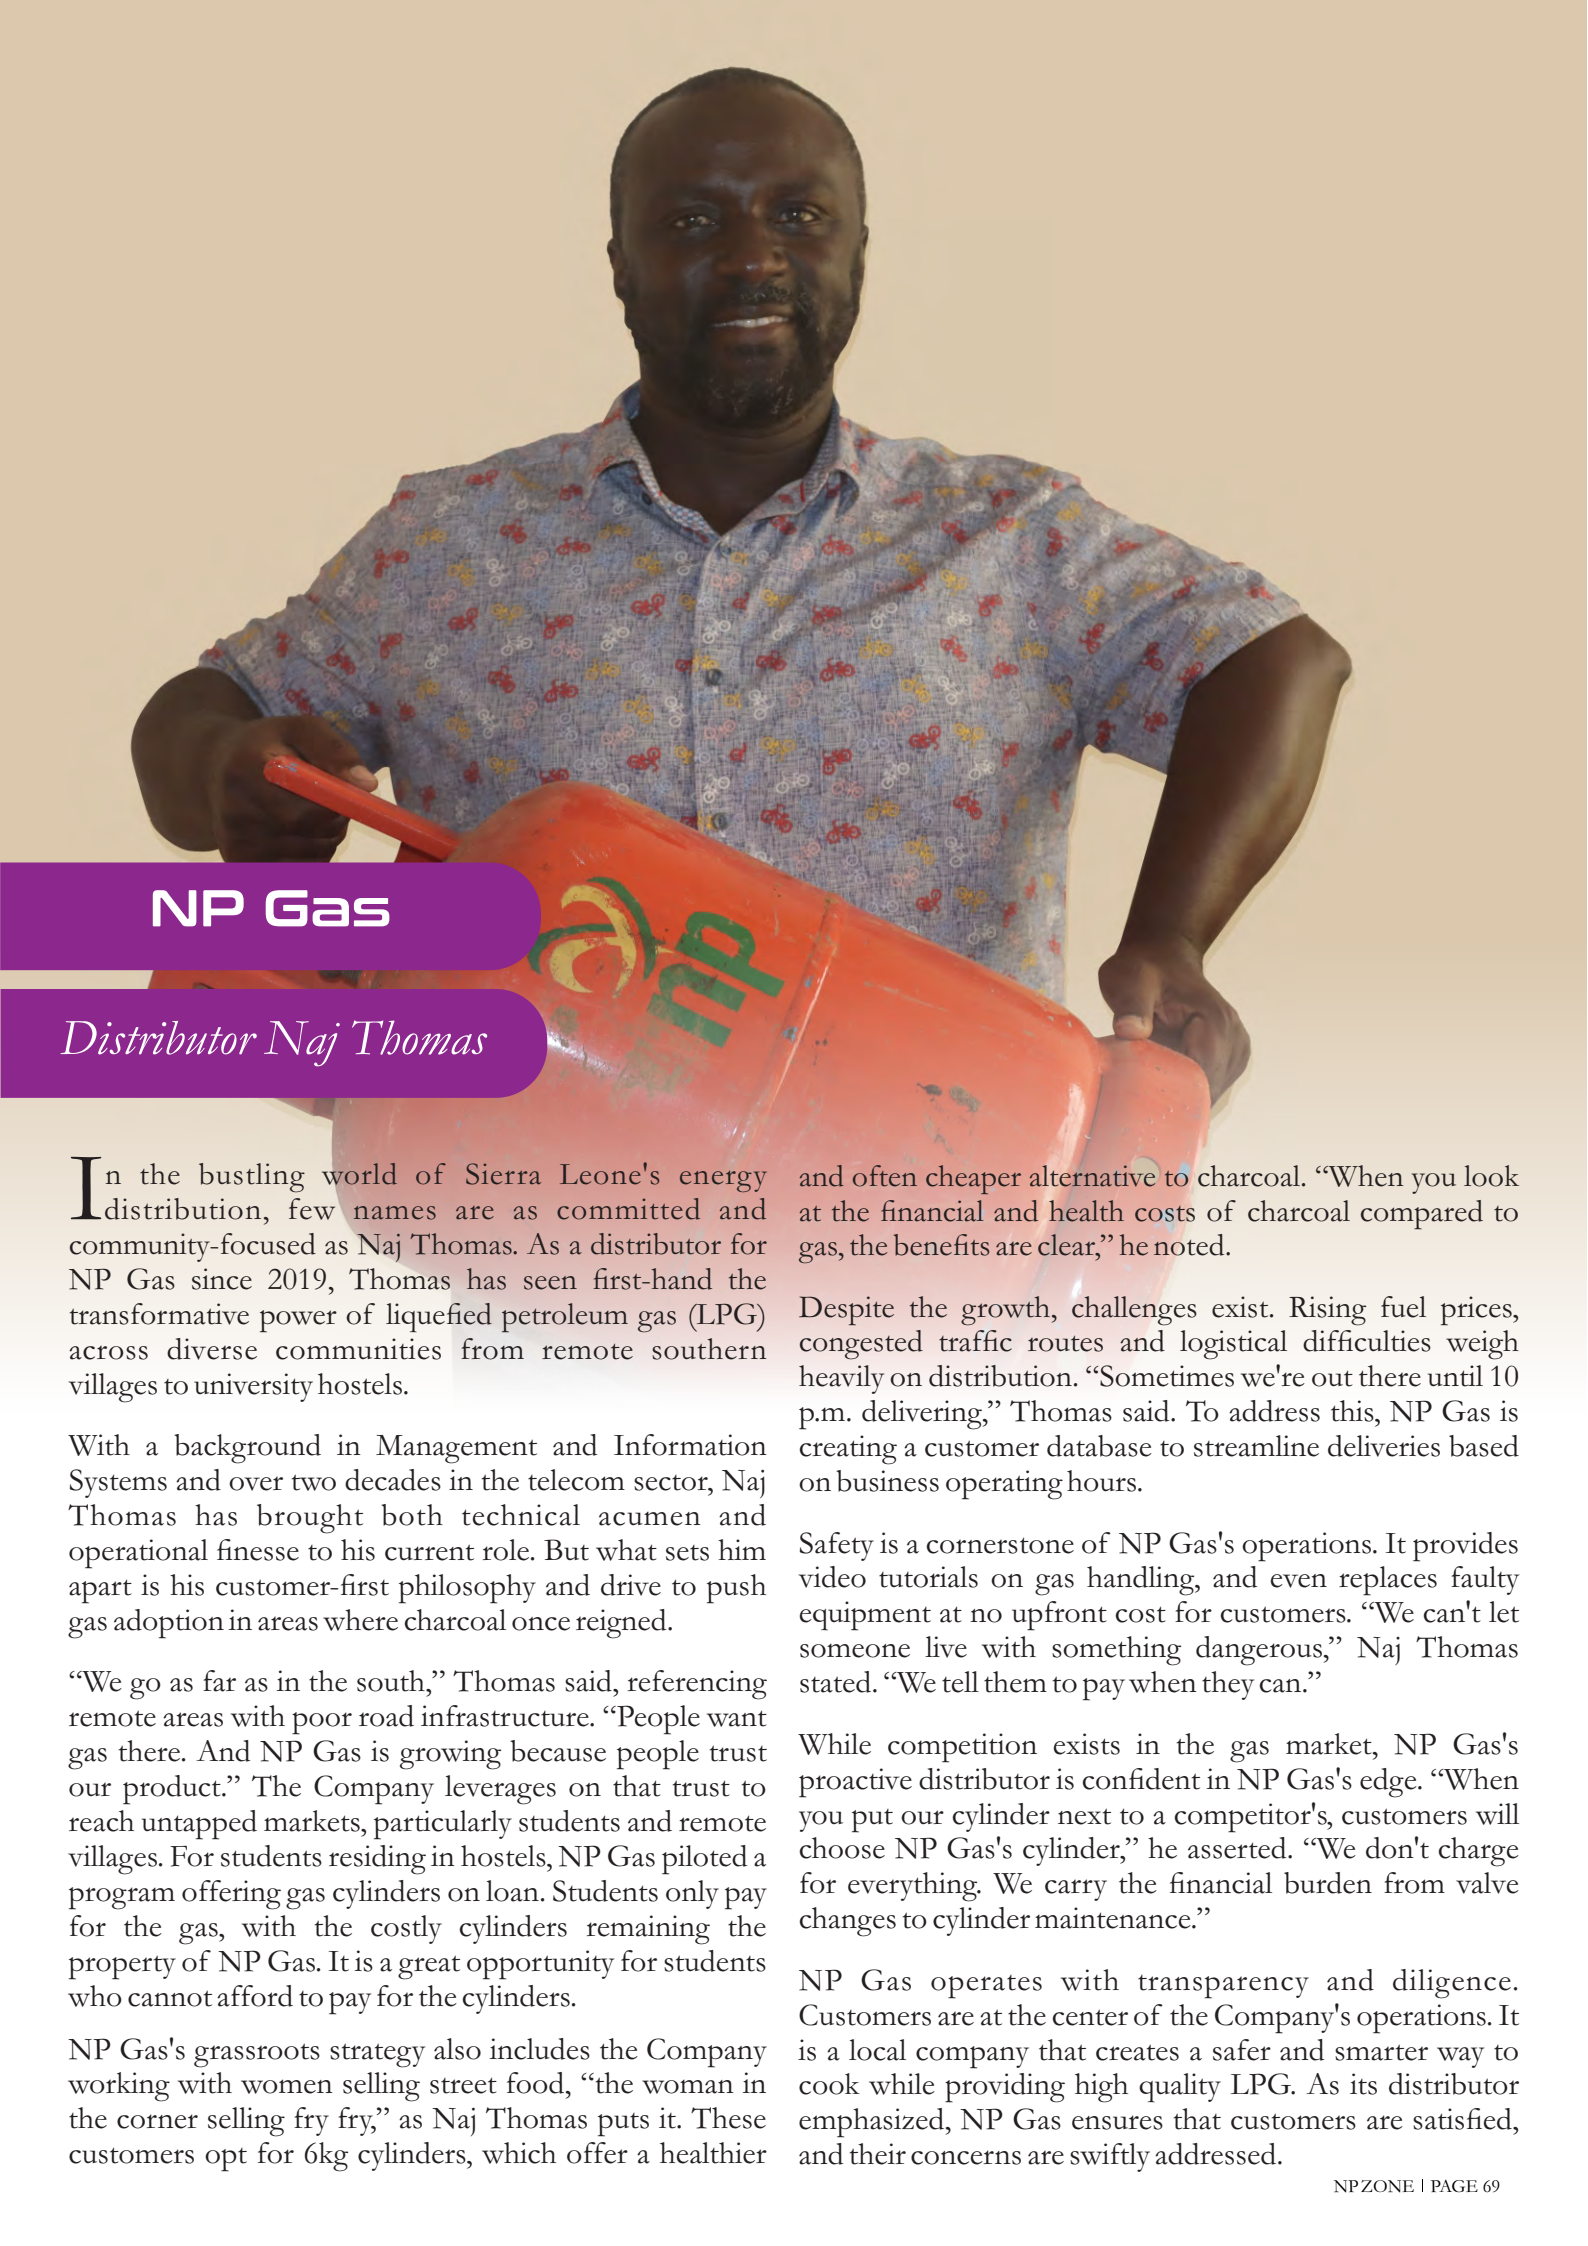 NP Gas
Distributor Naj Thomas
np
In the bustling world of Sierra Leone's energy
distribution, few names are as committed and
community-focused as Naj Thomas. As a distributor for
NP Gas since 2019, Thomas has seen first-hand the
transformative power of liquefied petroleum gas (LPG)
across diverse communities from remote southern
villages to university hostels.
With a background in Management and Information
Systems and over two decades in the telecom sector, Naj
Thomas has brought both technical acumen and
operational finesse to his current role. But what sets him
apart is his customer-first philosophy and drive to push
gas adoption in areas where charcoal once reigned.
“We go as far as in the south,” Thomas said, referencing
remote areas with poor road infrastructure. “People want
gas there. And NP Gas is growing because people trust
our product.” The Company leverages on that trust to
reach untapped markets, particularly students and remote
villages. For students residing in hostels, NP Gas piloted a
program offering gas cylinders on loan. Students only pay
for the gas, with the costly cylinders remaining the
property of NP Gas. It is a great opportunity for students
who cannot afford to pay for the cylinders.
NP Gas's grassroots strategy also includes the Company
working with women selling street food, “the woman in
the corner selling fry fry,” as Naj Thomas puts it. These
customers opt for 6kg cylinders, which offer a healthier
and often cheaper alternative to charcoal. “When you look
at the financial and health costs of charcoal compared to
gas, the benefits are clear,” he noted.
Despite the growth, challenges exist. Rising fuel prices,
congested traffic routes and logistical difficulties weigh
heavily on distribution. “Sometimes we're out there until 10
p.m. delivering,” Thomas said. To address this, NP Gas is
creating a customer database to streamline deliveries based
on business operating hours.
Safety is a cornerstone of NP Gas's operations. It provides
video tutorials on gas handling, and even replaces faulty
equipment at no upfront cost for customers. “We can't let
someone live with something dangerous,” Naj Thomas
stated. “We tell them to pay when they can.”
While competition exists in the gas market, NP Gas's
proactive distributor is confident in NP Gas's edge. “When
you put our cylinder next to a competitor's, customers will
choose NP Gas's cylinder,” he asserted. “We don't charge
for everything. We carry the financial burden from valve
changes to cylinder maintenance.”
NP Gas operates with transparency and diligence.
Customers are at the center of the Company's operations. It
is a local company that creates a safer and smarter way to
cook while providing high quality LPG. As its distributor
emphasized, NP Gas ensures that customers are satisfied,
and their concerns are swiftly addressed.
NP ZONE | PAGE 69